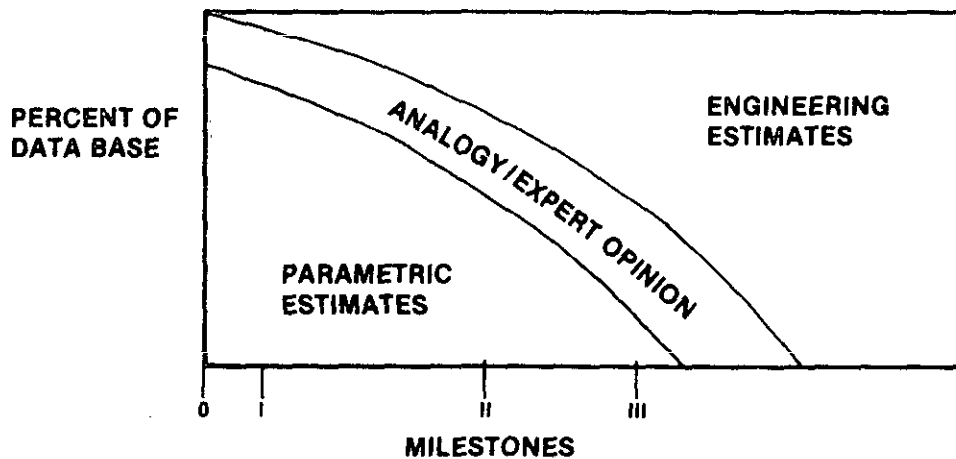 PERCENT OF
DATA BASE
ANALOGY/EXPERT OPINION
ENGINEERING
ESTIMATES
PARAMETRIC
ESTIMATES
0 I II III
MILESTONES